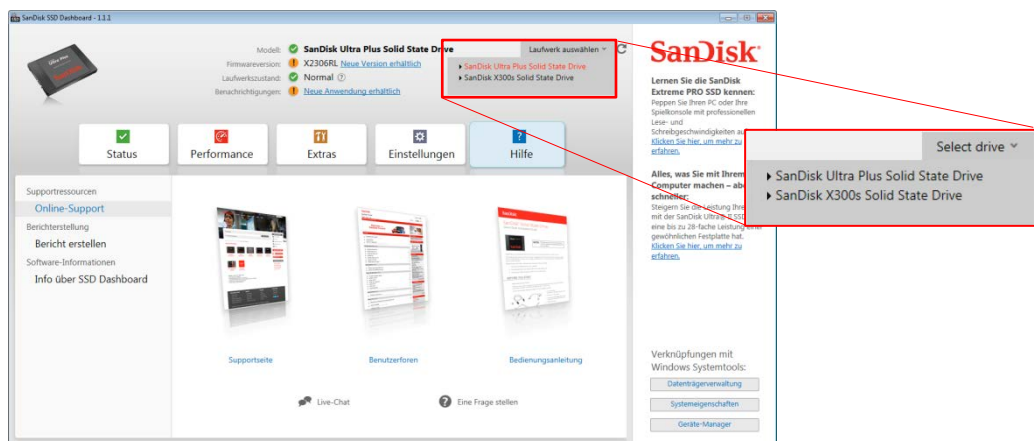 SanDisk SSD Dashboard - 1.1.1
Modell: SanDisk Ultra Plus Solid State Drive
Laufwerk auswählen
Firmwareversion: X2306RL Neue Version erhältlich
SanDisk Ultra Plus Solid State Drive
Laufwerkszustand: Normal
SanDisk X300s Solid State Drive
Benachrichtigungen: Neue Anwendung erhältlich
Status
Performance
Extras
Einstellungen
Hilfe
Supportressourcen
Online-Support
Berichterstellung
Bericht erstellen
Software-Informationen
Info über SSD Dashboard
Supportseite
Benutzerforen
Bedienungsanleitung
Live-Chat
Eine Frage stellen
SanDisk
Lernen Sie die SanDisk
Extreme PRO SSD kennen:
Peppen Sie Ihren PC oder Ihre
Spielkonsole mit professionellen
Lese- und
Schreibgeschwindigkeiten
Klicken Sie hier, um mehr zu
erfahren.
Alles, was Sie mit Ihrem
Computer machen –
schneller:
Steigern Sie die Leistung
mit der SanDisk Ultra® II SSD
eine bis zu 28-fache Leistung
gewöhnlichen Festplatte hat.
Klicken Sie hier, um mehr zu
erfahren.
Verknüpfungen mit
Windows Systemtools:
Datenträgerverwaltung
Systemeigenschaften
Geräte-Manager
Select drive
SanDisk Ultra Plus Solid State Drive
SanDisk X300s Solid State Drive